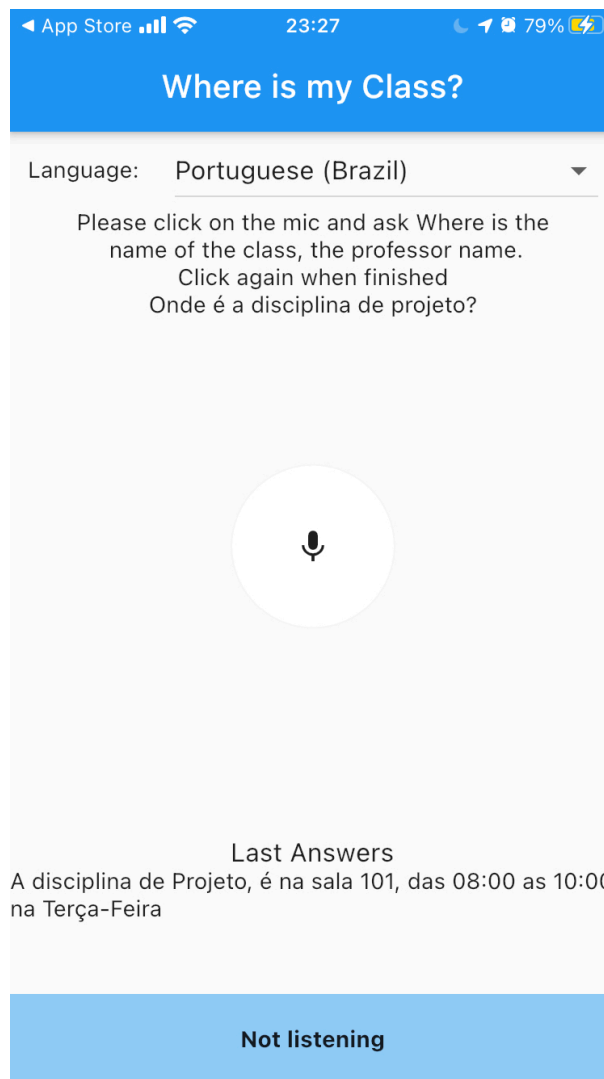 App Store 23:27 79%
Where is my Class?
Language: Portuguese (Brazil)
Please click on the mic and ask Where is the
name of the class, the professor name.
Click again when finished
Onde é a disciplina de projeto?
Last Answers
A disciplina de Projeto, é na sala 101, das 08:00 as 10:00
na Terça-Feira
Not listening